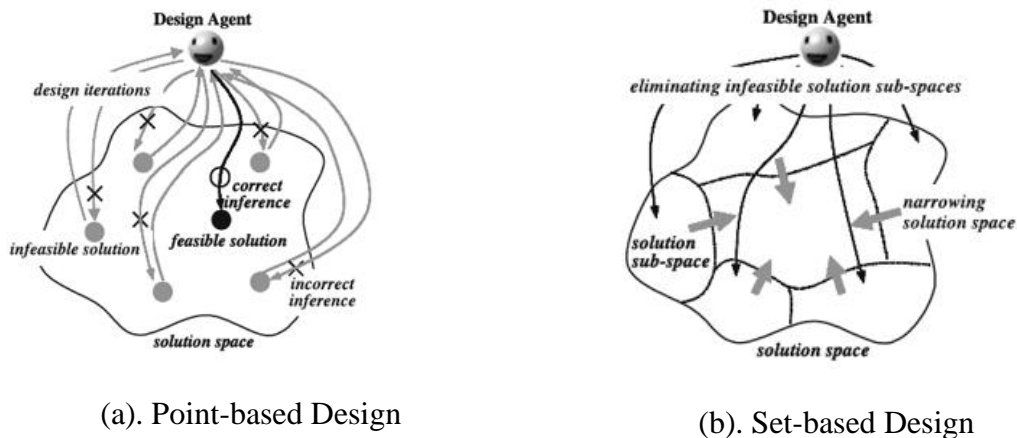 Design Agent
design iterations
correct
inference
infeasible solution
feasible solution
incorrect
inference
solution space
(a). Point-based Design
Design Agent
eliminating infeasible solution sub-spaces
narrowing
solution space
solution
sub-space
solution space
(b). Set-based Design